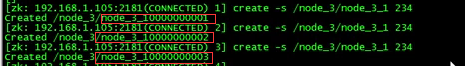 [zk: 192.168.1.105:2181(CONNECTED) 1] create -s /node_3/node_3_1 234
Created /node_3/node_3_10000000001
[zk: 192.168.1.105:2181(CONNECTED) 2] create -s /node_3/node_3_1 234
Created /node_3/node_3_10000000002
[zk: 192.168.1.105:2181(CONNECTED) 3] create -s /node_3/node_3_1 234
Created /node_3/node_3_10000000003